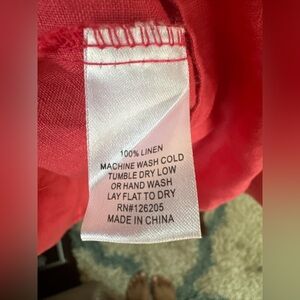 100% LINEN
MACHINE WASH COLD
TUMBLE DRY LOW
OR HAND WASH
LAY FLAT TO DRY
RN#126205
MADE IN CHINA